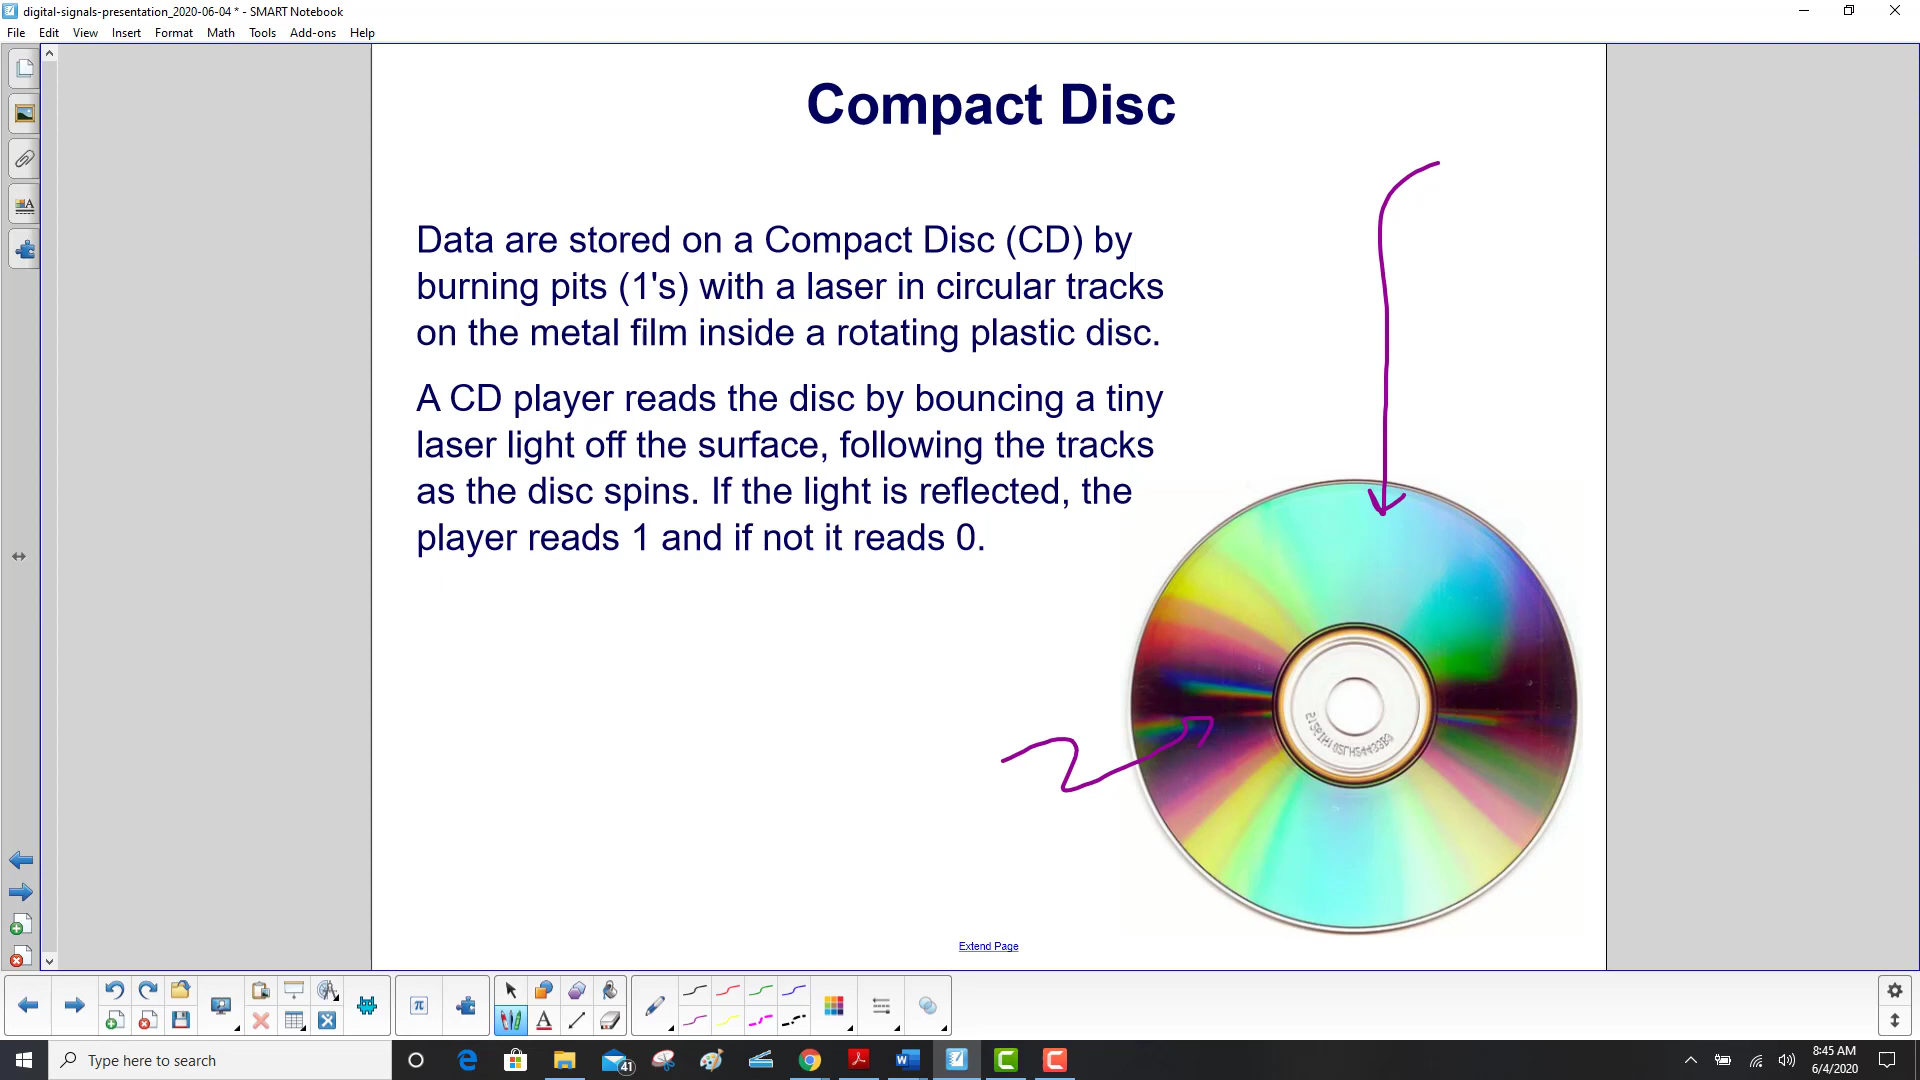 digital-signals-presentation_2020-06-04 * - SMART Notebook
File Edit View Insert Format Math Tools Add-ons Help
Compact Disc
Data are stored on a Compact Disc (CD) by
burning pits (1's) with a laser in circular tracks
on the metal film inside a rotating plastic disc.
A CD player reads the disc by bouncing a tiny
laser light off the surface, following the tracks
as the disc spins. If the light is reflected, the
player reads 1 and if not it reads 0.
Extend Page
π
A
Type here to search
41
8:45 AM
6/4/2020